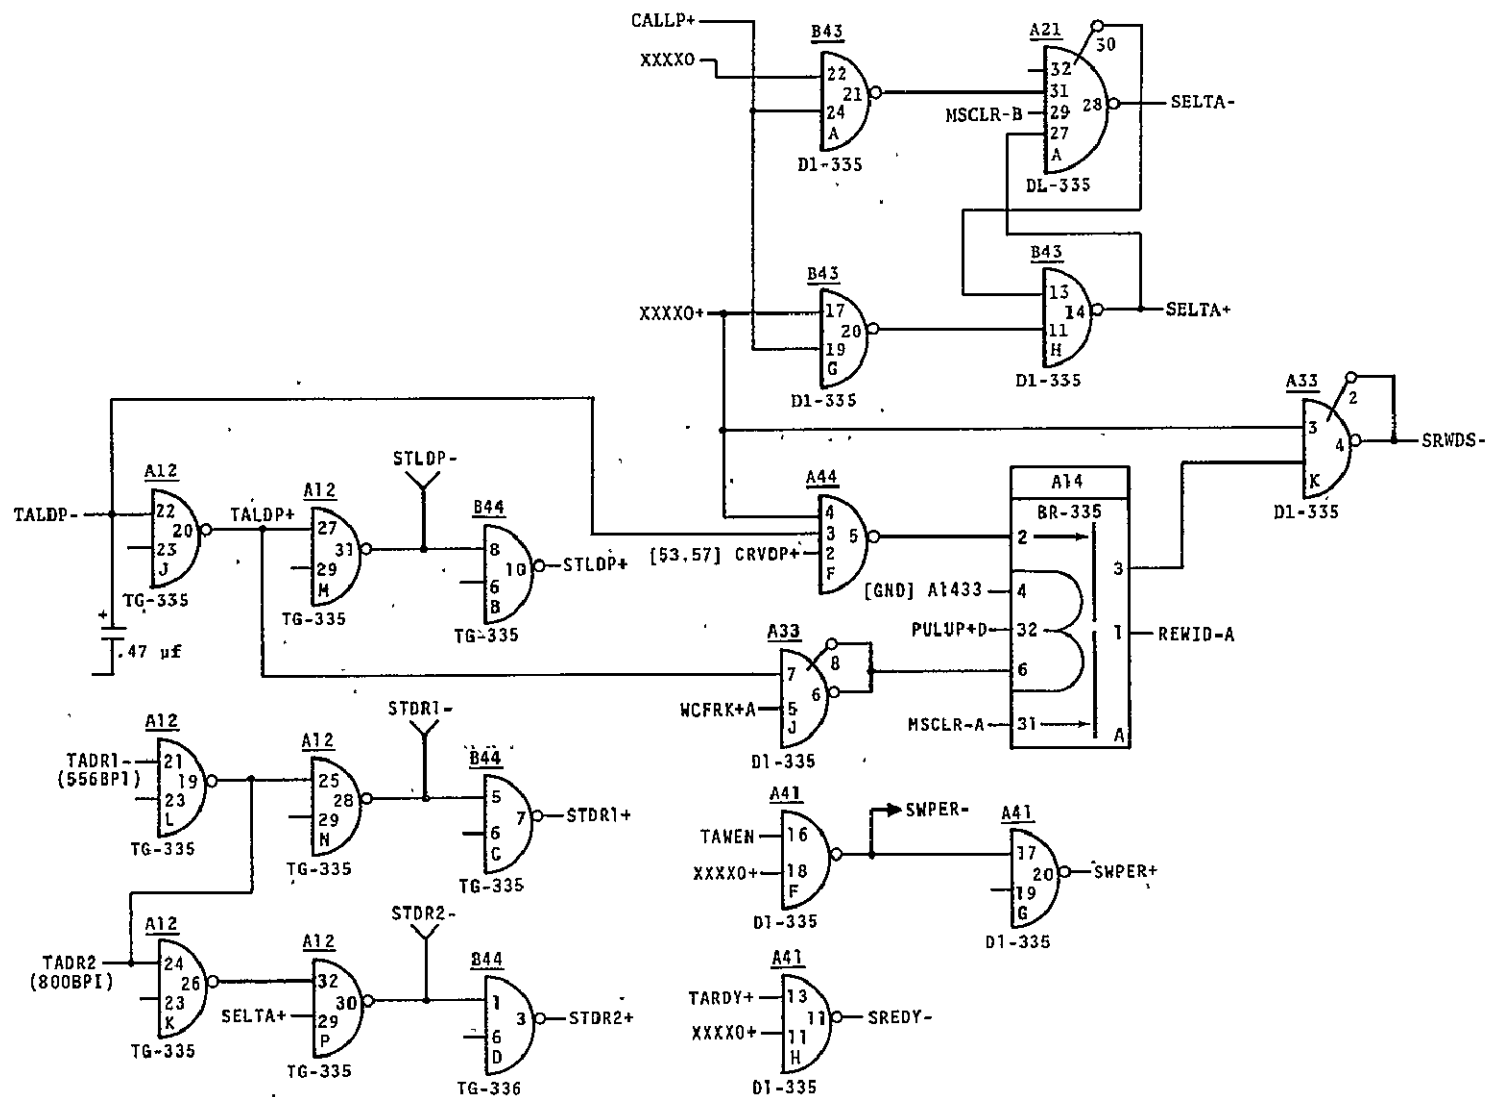 CALLP+
XXXXO
B43
22
21
24
A
D1-335
A21
30
32
31
MSCLR-B
29
28
SELTA-
27
A
DL-335
XXXXO+
B43
17
20
19
G
D1-335
B43
13
14
SELTA+
11
H
D1-335
A33
2
3
4
SRWDS-
K
D1-335
TALDP-
A12
22
20
23
J
TG-335
+
.47 µf
TALDP+
A12
27
31
29
M
TG-335
STLDP-
B44
8
10
STLDP+
6
B
TG-335
A44
4
3
5
[53,57] CRVDP+
2
F
A14
BR-335
2
3
[GND] A1433
4
PULUP+D
32
1
REWID-A
6
MSCLR-A
31
A
A33
8
7
6
WCFRK+A
5
J
D1-335
TADR1-
(556BPI)
A12
21
19
23
L
TG-335
A12
25
28
29
N
TG-335
STDR1-
B44
5
7
STDR1+
6
C
TG-335
A41
TAWEN
16
XXXXO+
18
F
D1-335
SWPER-
A41
17
20
SWPER+
19
G
D1-335
TADR2
(800BPI)
A12
24
26
23
K
TG-335
A12
32
30
SELTA+
29
P
TG-335
STDR2-
B44
1
3
STDR2+
6
D
TG-336
A41
TARDY+
13
11
SREDY-
XXXXO+
11
H
D1-335